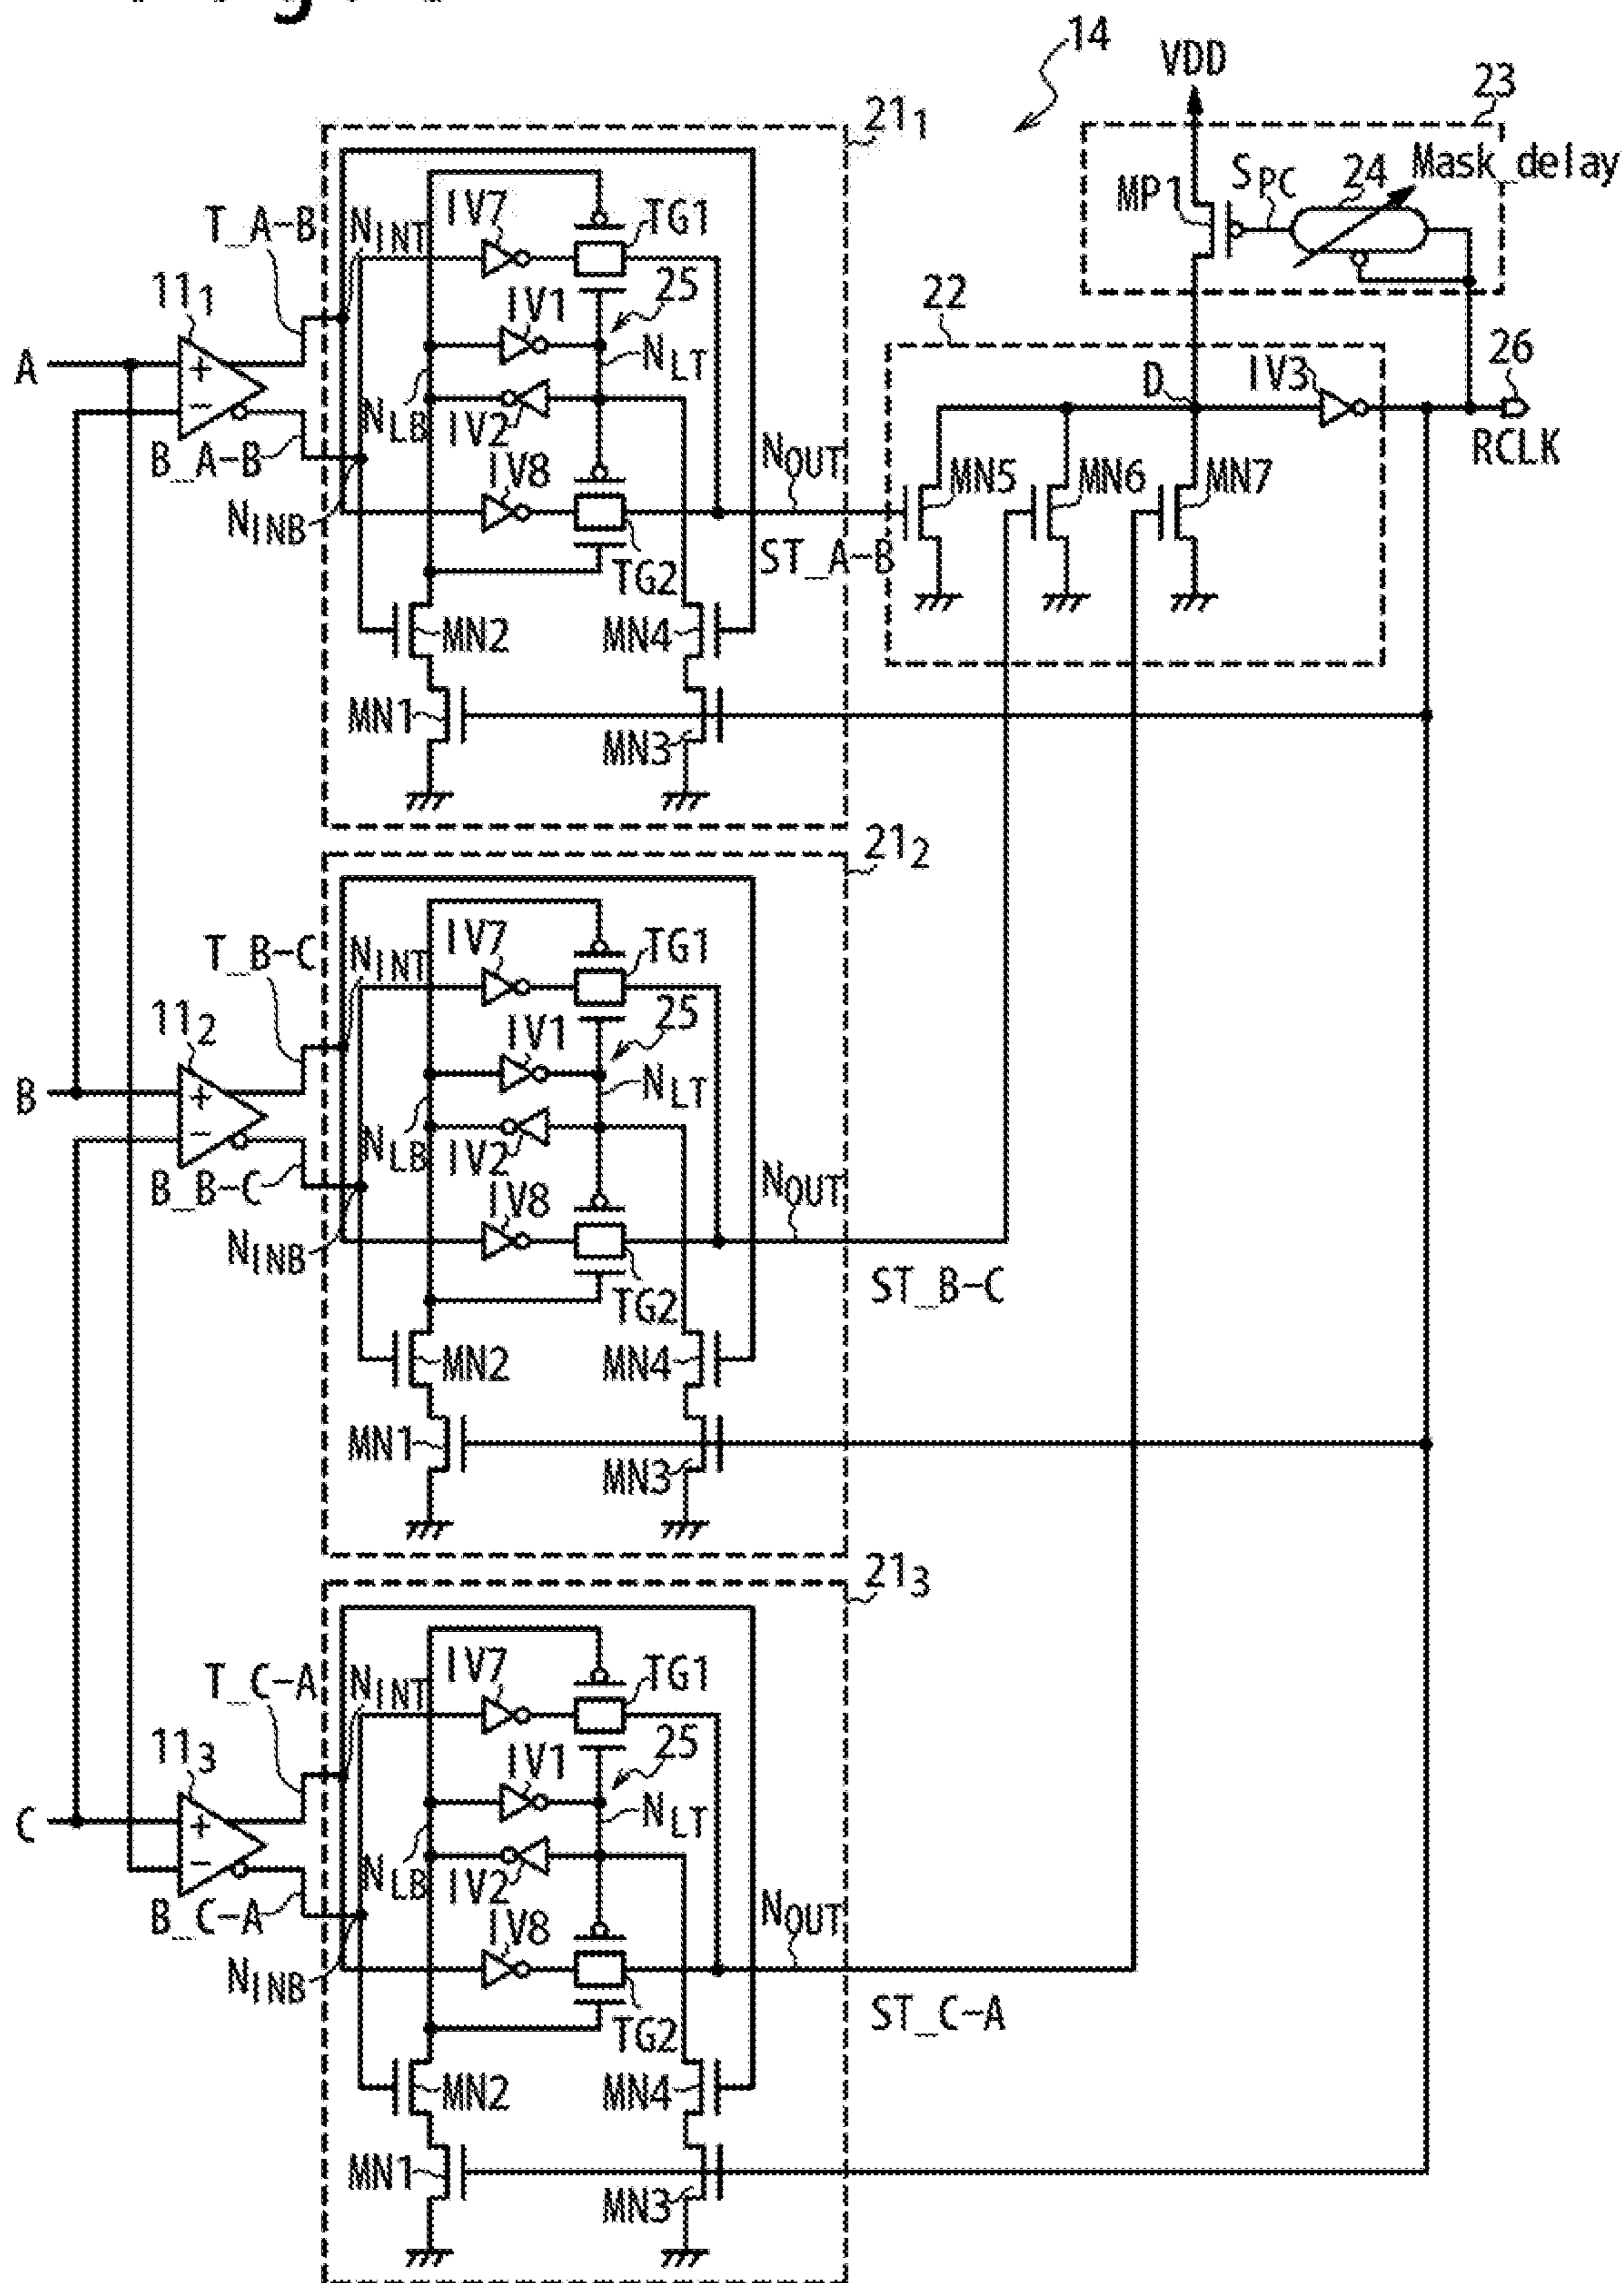 14
VDD
23
MP1
S_PC
24
Mask_delay
21_1
T_A-B
N_INT
IV7
TG1
25
IV1
N_LT
11_1
A
+
-
B_A-B
N_LB
IV2
IV8
N_INB
TG2
N_OUT
ST_A-B
MN2
MN4
MN1
MN3
22
D
IV3
26
RCLK
MN5
MN6
MN7
21_2
T_B-C
N_INT
IV7
TG1
25
IV1
N_LT
11_2
B
+
-
B_B-C
N_LB
IV2
IV8
N_INB
TG2
N_OUT
ST_B-C
MN2
MN4
MN1
MN3
21_3
T_C-A
N_INT
IV7
TG1
25
IV1
N_LT
11_3
C
+
-
B_C-A
N_LB
IV2
IV8
N_INB
TG2
N_OUT
ST_C-A
MN2
MN4
MN1
MN3